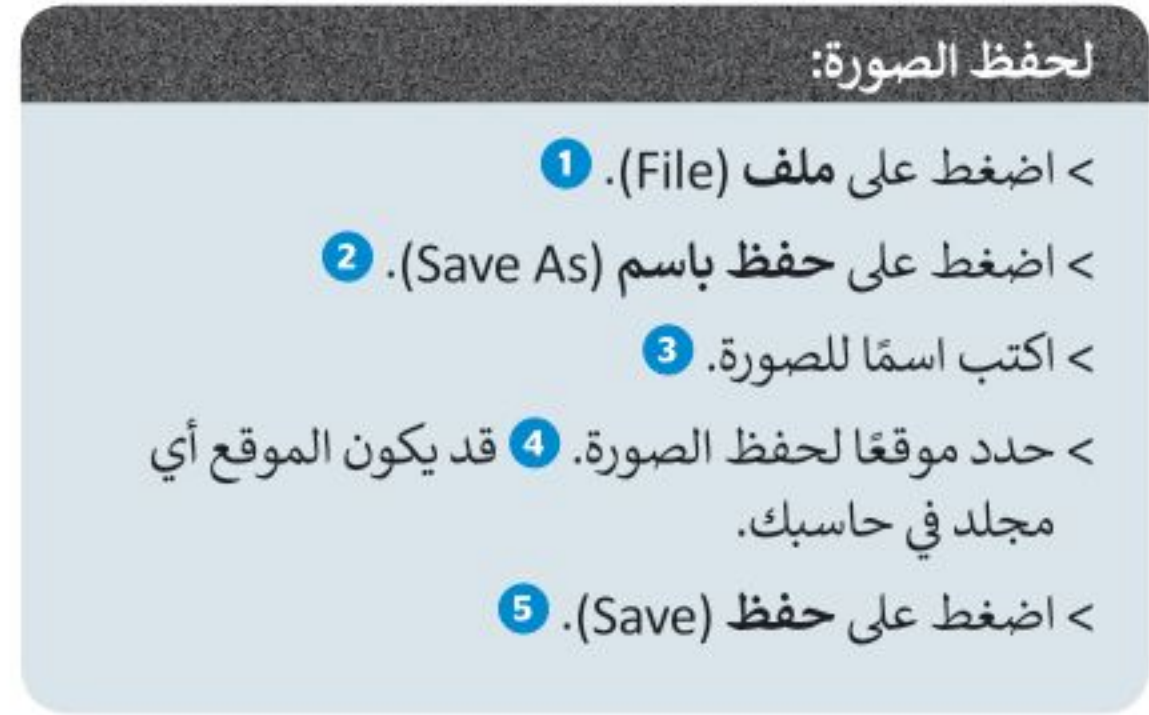 لحفظ الصورة:
> اضغط على ملف (File). 1
> اضغط على حفظ باسم (Save As). 2
> اكتب اسمًا للصورة. 3
> حدد موقعًا لحفظ الصورة. 4 قد يكون الموقع أي
مجلد في حاسبك.
> اضغط على حفظ (Save). 5